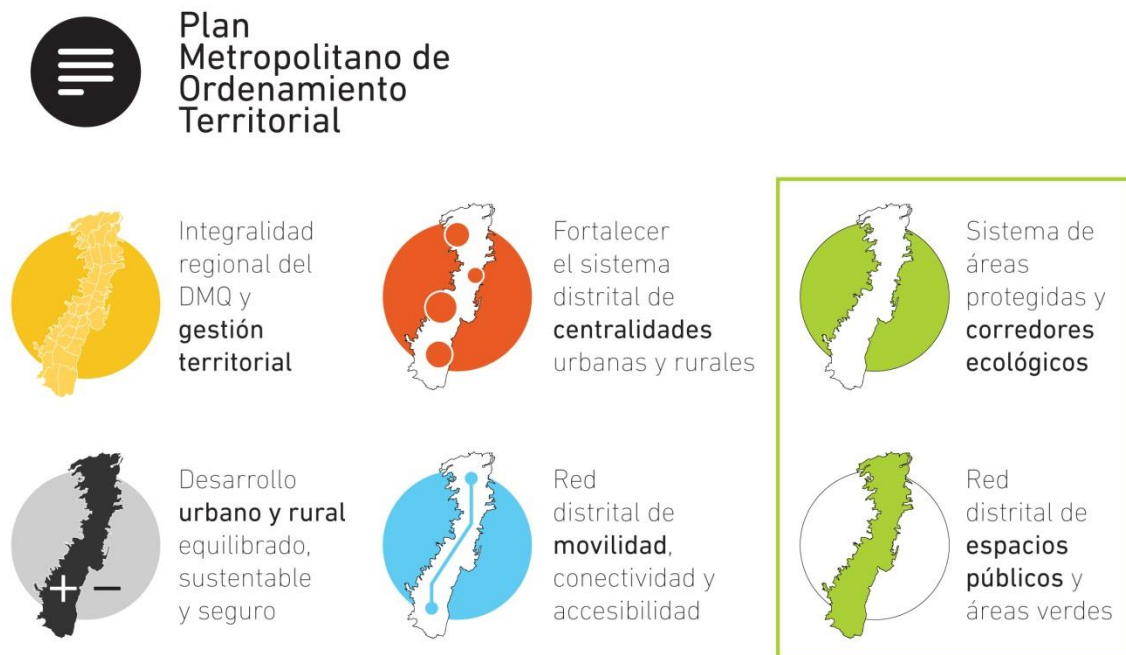 Plan
Metropolitano de
Ordenamiento
Territorial
Integralidad
regional del
DMQ y
gestión
territorial
Fortalecer
el sistema
distrital de
centralidades
urbanas y rurales
Sistema de
áreas
protegidas y
corredores
ecológicos
Desarrollo
urbano y rural
equilibrado,
sustentable
y seguro
Red
distrital de
movilidad,
conectividad y
accesibilidad
Red
distrital de
espacios
públicos y
áreas verdes